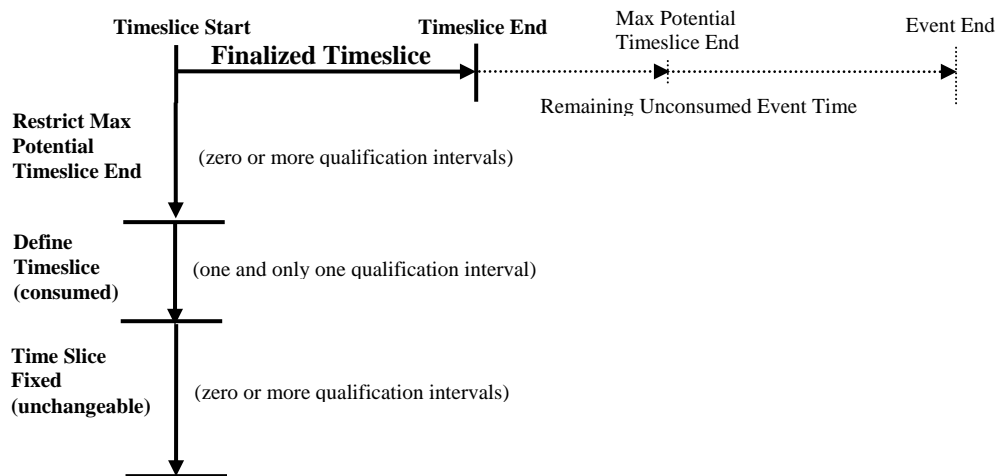 Timeslice Start
Timeslice End
Max Potential
Timeslice End
Event End
Finalized Timeslice
Remaining Unconsumed Event Time
Restrict Max
Potential
Timeslice End
(zero or more qualification intervals)
Define
Timeslice
(consumed)
(one and only one qualification interval)
Time Slice
Fixed
(unchangeable)
(zero or more qualification intervals)